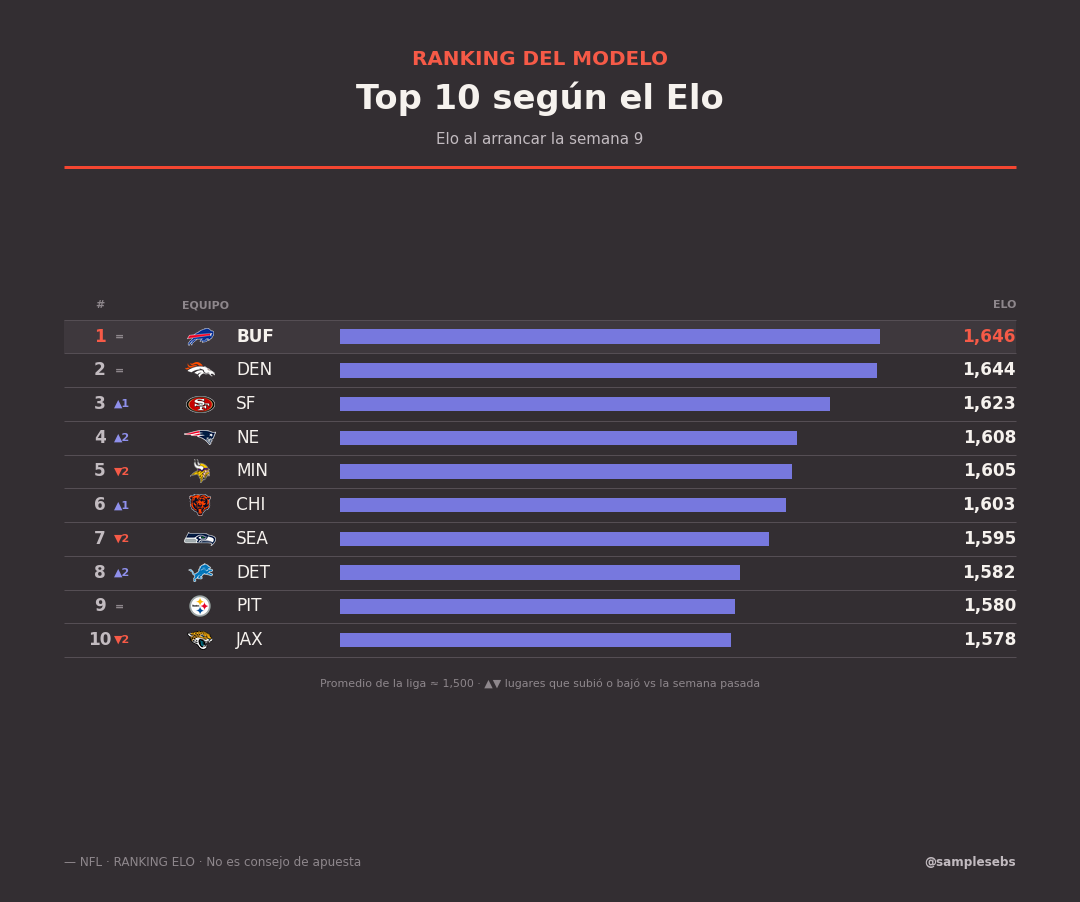 RANKING DEL MODELO
Top 10 según el Elo
Elo al arrancar la semana 9
# EQUIPO ELO
1 = BUF 1,646
2 = DEN 1,644
3 ▲1 SF 1,623
4 ▲2 NE 1,608
5 ▼2 MIN 1,605
6 ▲1 CHI 1,603
7 ▼2 SEA 1,595
8 ▲2 DET 1,582
9 = PIT 1,580
10 ▼2 JAX 1,578
Promedio de la liga ≈ 1,500 · ▲▼ lugares que subió o bajó vs la semana pasada
— NFL · RANKING ELO · No es consejo de apuesta
@samplesebs